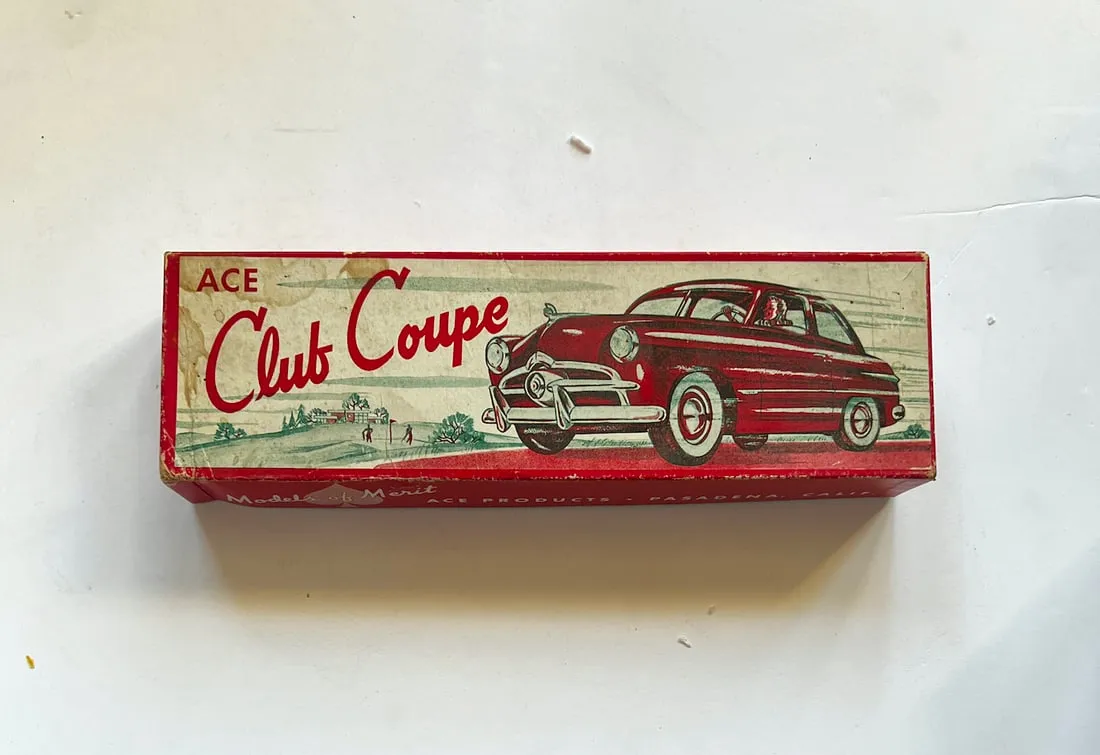 ACE
Club Coupe
Models of Merit
ACE PRODUCTS PASADENA, CALIF.